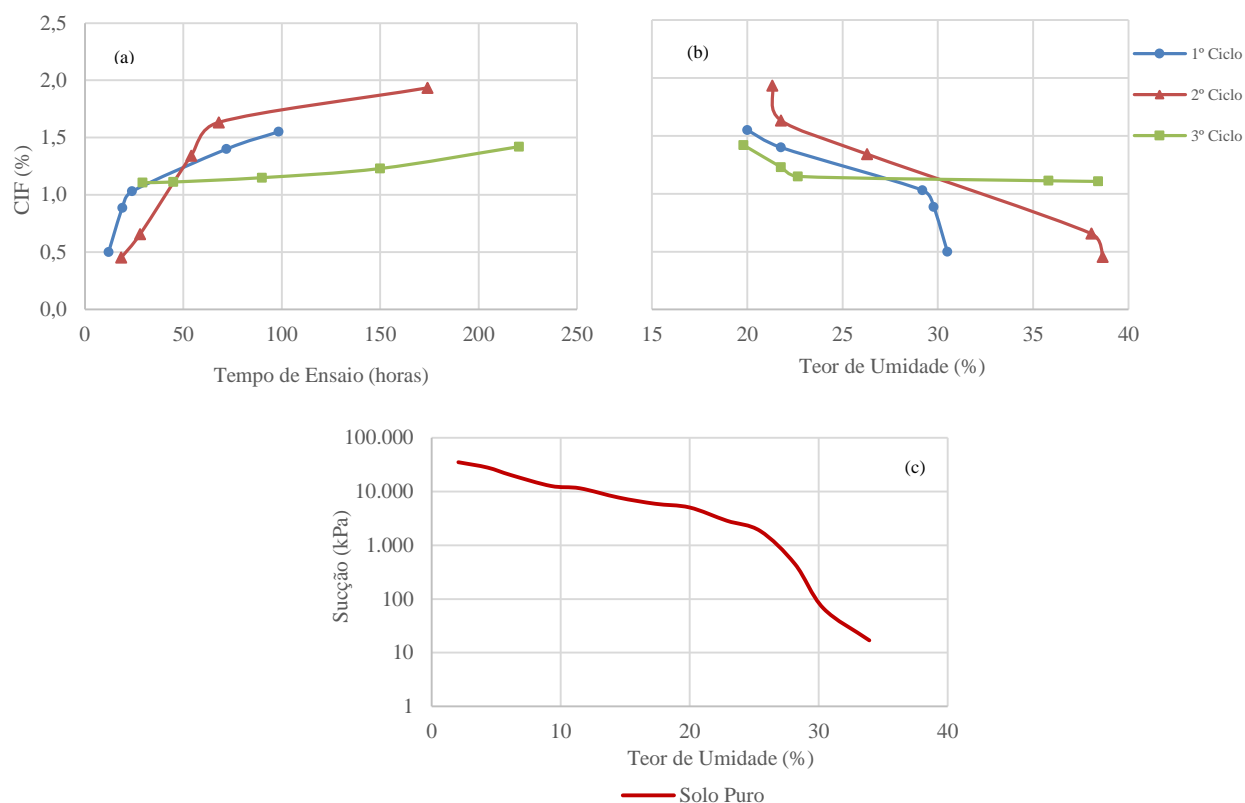 (a)
CIF (%)
2,5
2,0
1,5
1,0
0,5
0,0
0 50 100 150 200 250
Tempo de Ensaio (horas)
(b)
15 20 25 30 35 40
Teor de Umidade (%)
1º Ciclo
2º Ciclo
3º Ciclo
(c)
Sucção (kPa)
100.000
10.000
1.000
100
10
1
0 10 20 30 40
Teor de Umidade (%)
Solo Puro